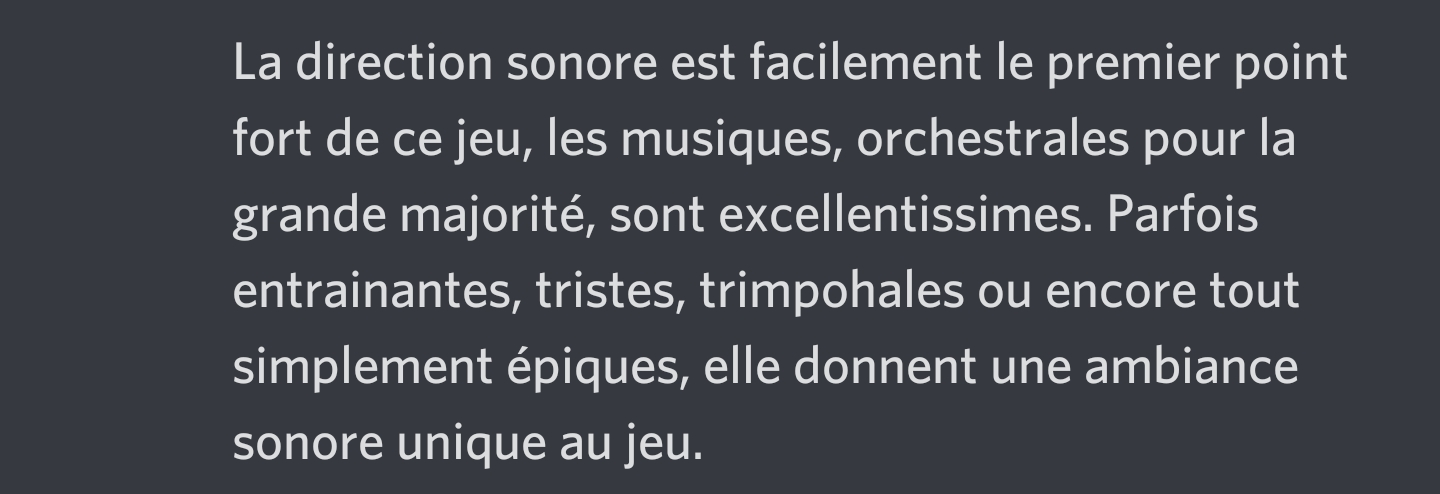 La direction sonore est facilement le premier point
fort de ce jeu, les musiques, orchestrales pour la
grande majorité, sont excellentissimes. Parfois
entrainantes, tristes, trimpohales ou encore tout
simplement épiques, elle donnent une ambiance
sonore unique au jeu.